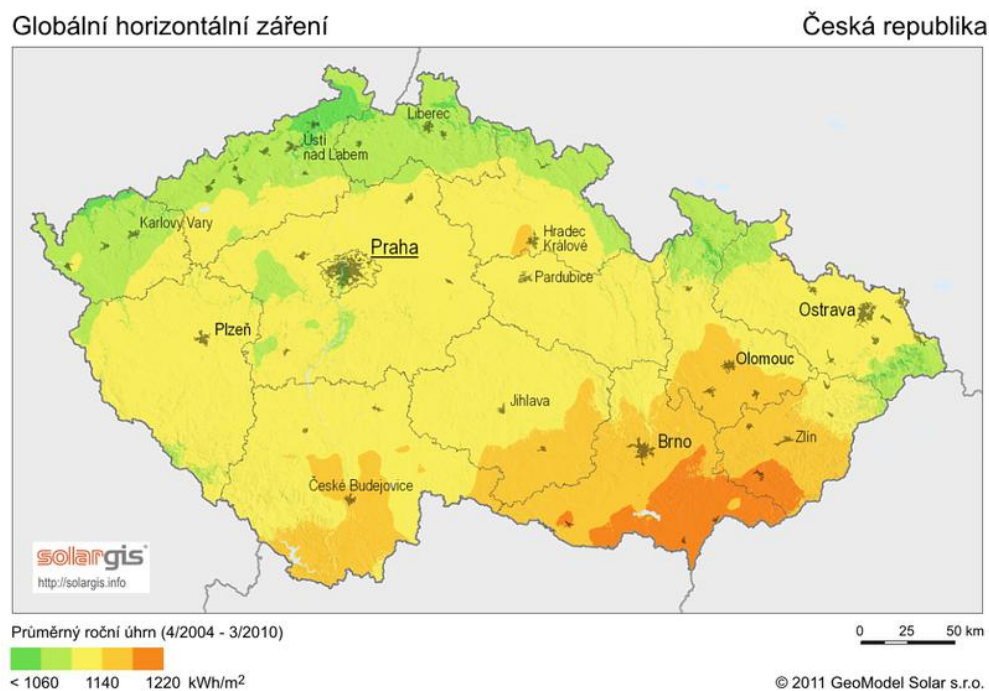 Globální horizontální záření
Česká republika
Liberec
Ústí
nad Labem
Karlovy Vary
Praha
Hradec
Králové
Pardubice
Plzeň
Ostrava
Olomouc
Jihlava
Brno
Zlín
České Budejovice
solargis
http://solargis.info
Průměrný roční úhrn (4/2004 - 3/2010)
0 25 50 km
< 1060 1140 1220 kWh/m²
© 2011 GeoModel Solar s.r.o.